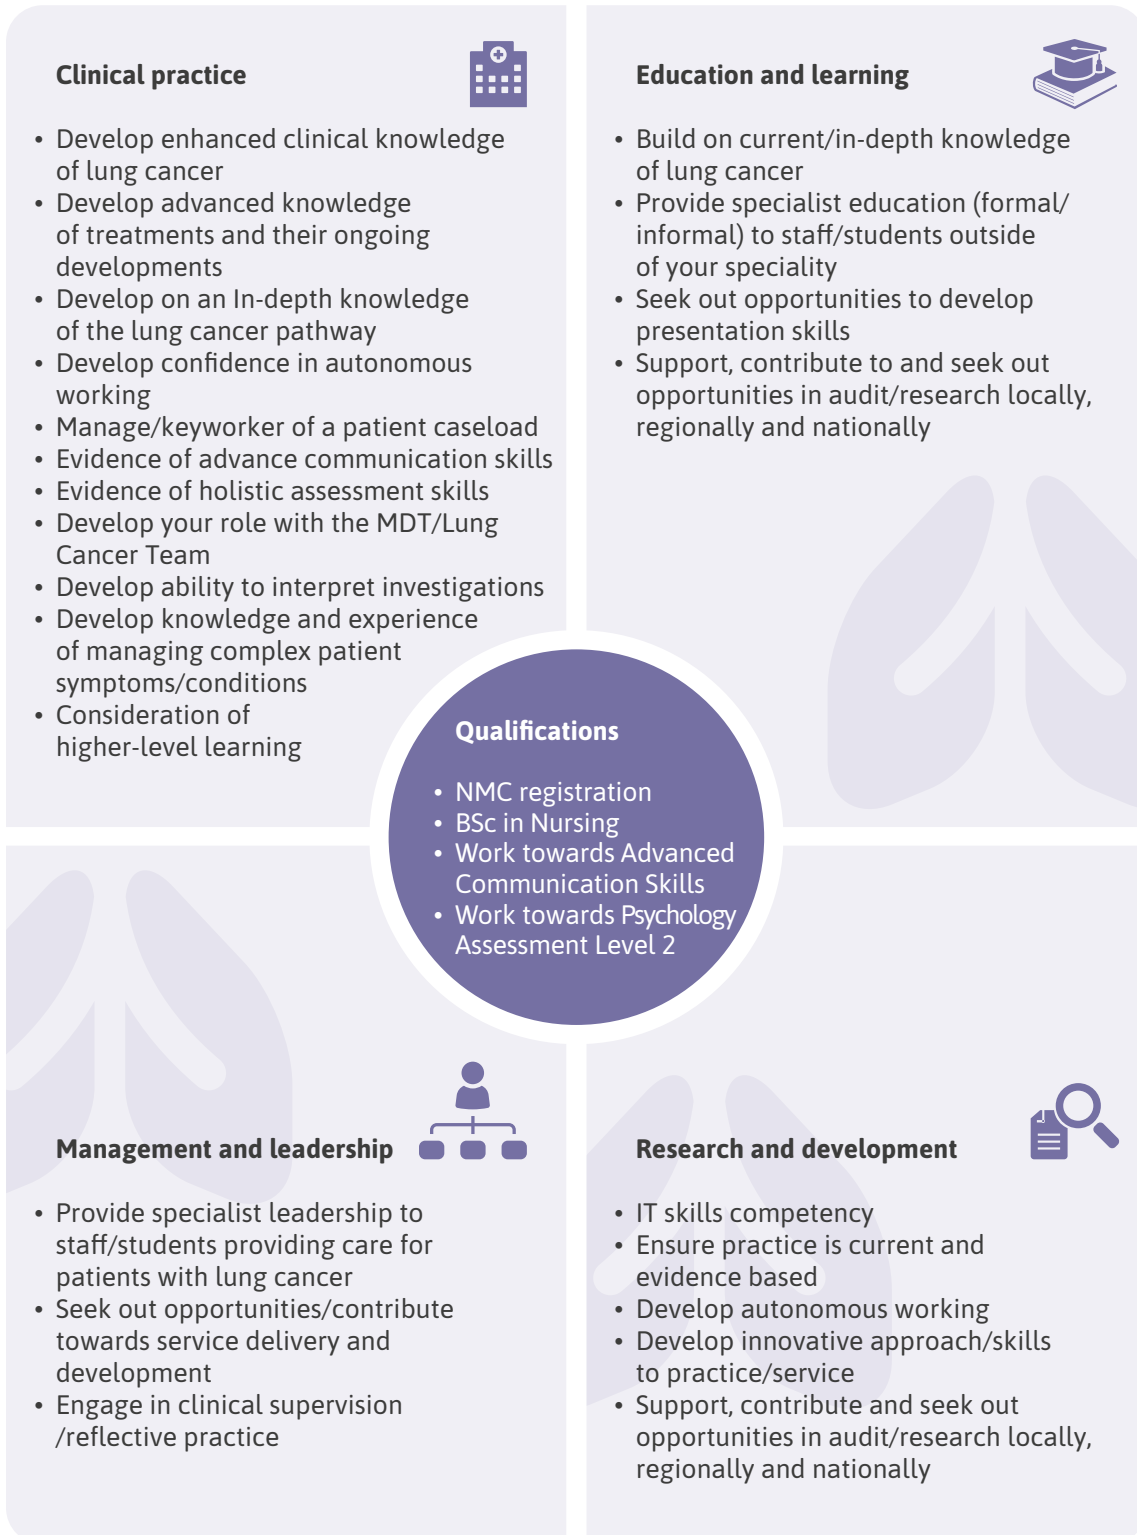 Clinical practice
• Develop enhanced clinical knowledge
of lung cancer
• Develop advanced knowledge
of treatments and their ongoing
developments
• Develop on an In-depth knowledge
of the lung cancer pathway
• Develop confidence in autonomous
working
• Manage/keyworker of a patient caseload
• Evidence of advance communication skills
• Evidence of holistic assessment skills
• Develop your role with the MDT/Lung
Cancer Team
• Develop ability to interpret investigations
• Develop knowledge and experience
of managing complex patient
symptoms/conditions
• Consideration of
higher-level learning
Education and learning
• Build on current/in-depth knowledge
of lung cancer
• Provide specialist education (formal/
informal) to staff/students outside
of your speciality
• Seek out opportunities to develop
presentation skills
• Support, contribute to and seek out
opportunities in audit/research locally,
regionally and nationally
Qualifications
• NMC registration
• BSc in Nursing
• Work towards Advanced
Communication Skills
• Work towards Psychology
Assessment Level 2
Management and leadership
• Provide specialist leadership to
staff/students providing care for
patients with lung cancer
• Seek out opportunities/contribute
towards service delivery and
development
• Engage in clinical supervision
/reflective practice
Research and development
• IT skills competency
• Ensure practice is current and
evidence based
• Develop autonomous working
• Develop innovative approach/skills
to practice/service
• Support, contribute and seek out
opportunities in audit/research locally,
regionally and nationally